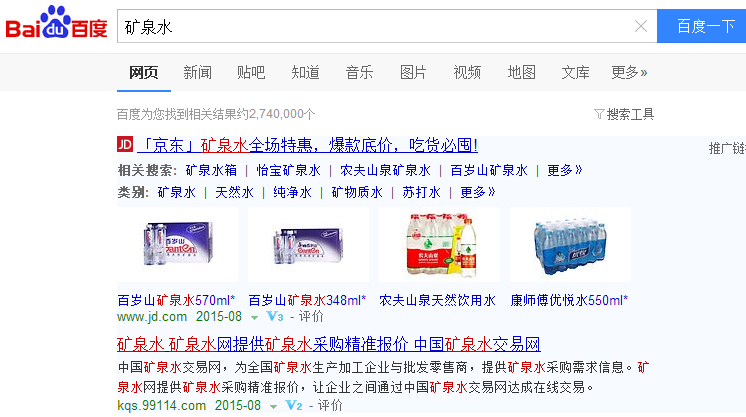 Bai du 百度
矿泉水
百度一下
网页 新闻 贴吧 知道 音乐 图片 视频 地图 文库 更多»
百度为您找到相关结果约2,740,000个
搜索工具
JD 「京东」矿泉水全场特惠，爆款底价，吃货必囤!
推广链
相关搜索: 矿泉水箱 | 怡宝矿泉水 | 农夫山泉矿泉水 | 百岁山矿泉水 | 更多»
类别: 矿泉水 | 天然水 | 纯净水 | 矿物质水 | 苏打水 | 更多»
百岁山矿泉水570ml* 百岁山矿泉水348ml* 农夫山泉天然饮用水 康师傅优悦水550ml*
www.jd.com 2015-08 V3 - 评价
矿泉水 矿泉水网提供矿泉水采购精准报价 中国矿泉水交易网
中国矿泉水交易网，为全国矿泉水生产加工企业与批发零售商，提供矿泉水采购需求信息。矿
泉水网提供矿泉水采购精准报价，让企业之间通过中国矿泉水交易网达成在线交易。
kqs.99114.com 2015-08 V2 - 评价